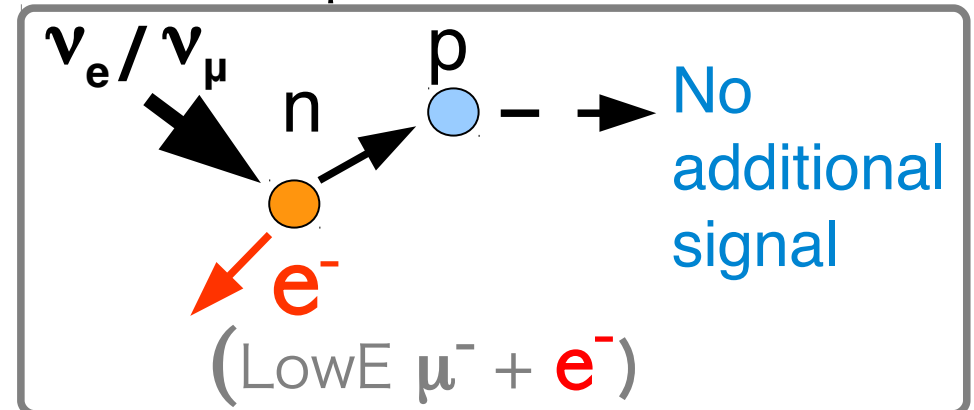 νe / νμ
p
n
No
additional
signal
e-
(LowE μ- + e-)